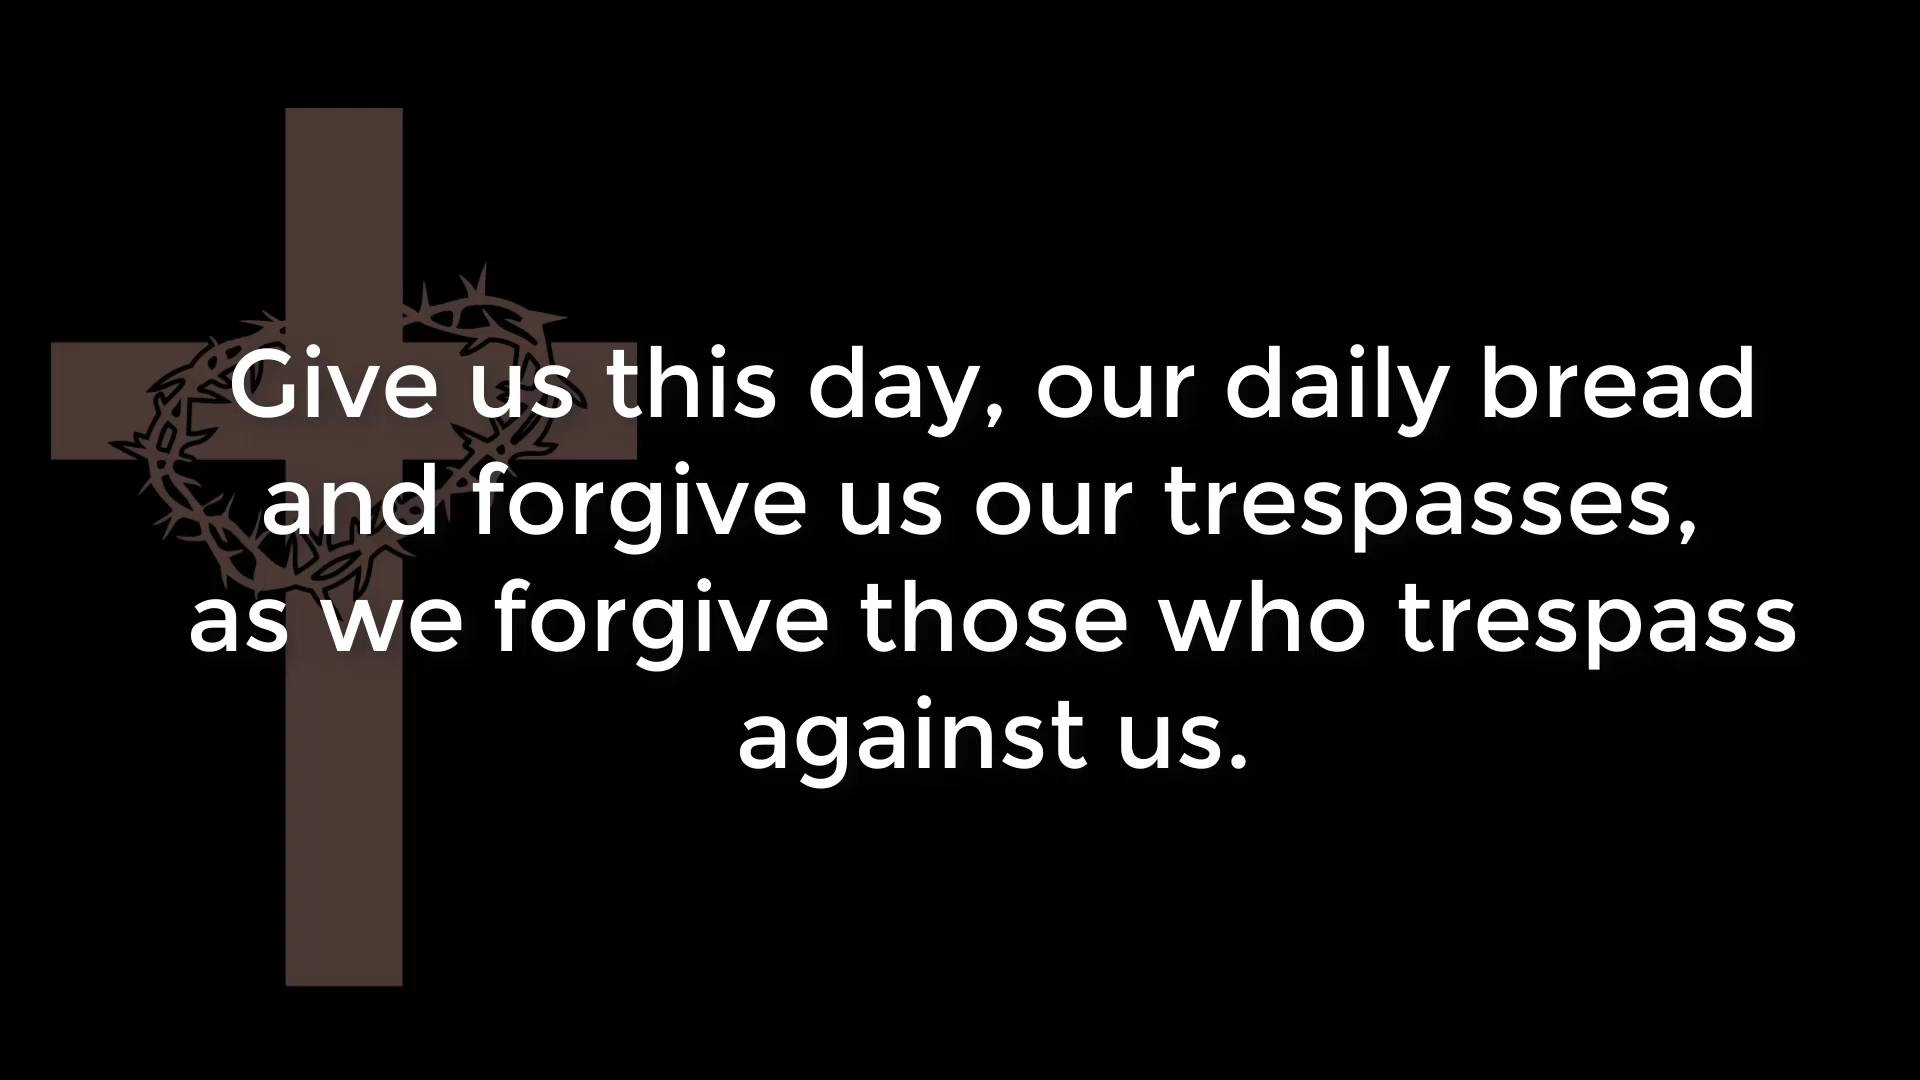 Give us this day, our daily bread
and forgive us our trespasses,
as we forgive those who trespass
against us.